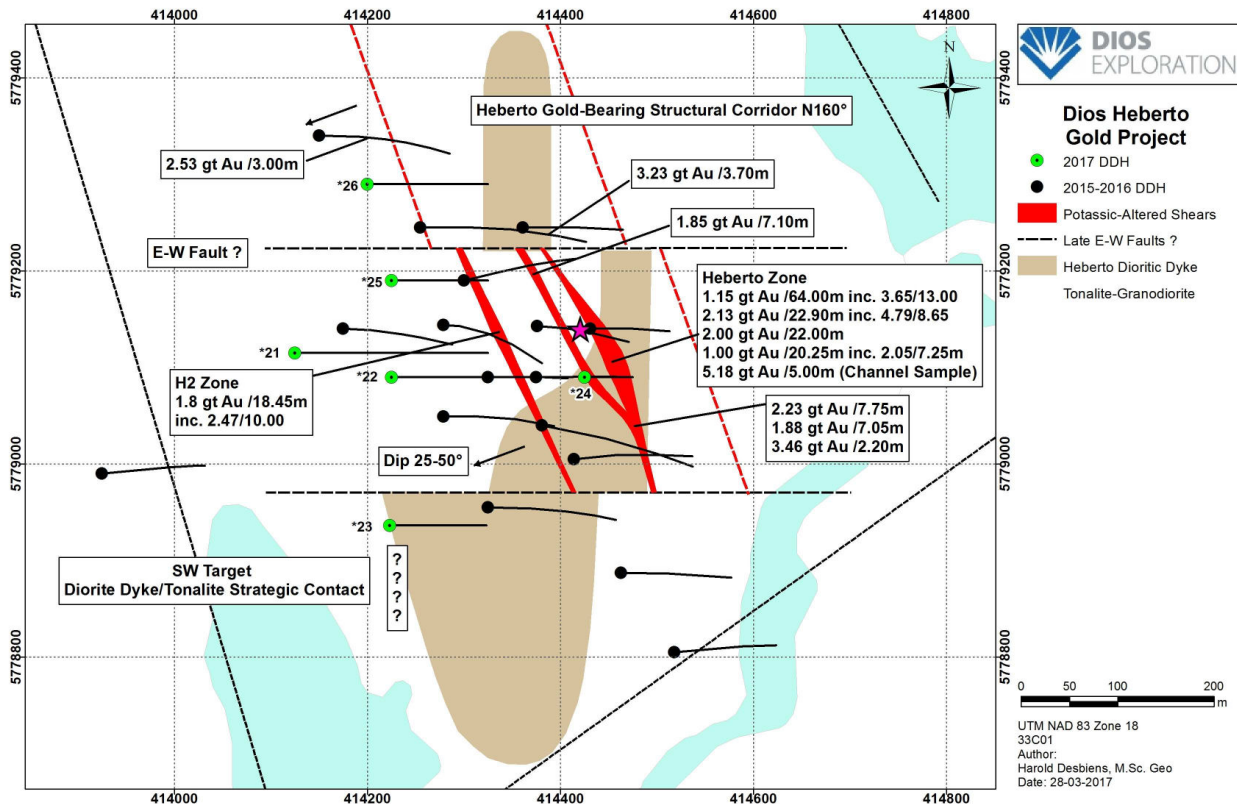 414000 414200 414400 414600 414800
5779400
5779200
5779000
5778800
5779400
5779200
5779000
5778800
414000 414200 414400 414600 414800
N
Heberto Gold-Bearing Structural Corridor N160°
2.53 gt Au /3.00m
*26
3.23 gt Au /3.70m
1.85 gt Au /7.10m
E-W Fault ?
*25
Heberto Zone
1.15 gt Au /64.00m inc. 3.65/13.00
2.13 gt Au /22.90m inc. 4.79/8.65
2.00 gt Au /22.00m
1.00 gt Au /20.25m inc. 2.05/7.25m
5.18 gt Au /5.00m (Channel Sample)
*21
*22
*24
H2 Zone
1.8 gt Au /18.45m
inc. 2.47/10.00
2.23 gt Au /7.75m
1.88 gt Au /7.05m
3.46 gt Au /2.20m
Dip 25-50°
*23
?
?
?
?
SW Target
Diorite Dyke/Tonalite Strategic Contact
DIOS
EXPLORATION
Dios Heberto
Gold Project
2017 DDH
2015-2016 DDH
Potassic-Altered Shears
Late E-W Faults ?
Heberto Dioritic Dyke
Tonalite-Granodiorite
0 50 100 200
m
UTM NAD 83 Zone 18
33C01
Author:
Harold Desbiens, M.Sc. Geo
Date: 28-03-2017